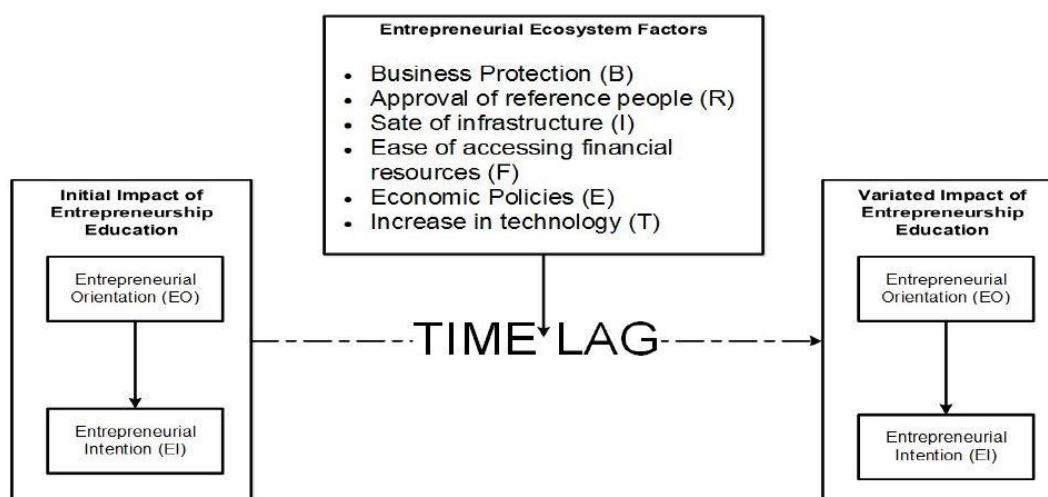 Entrepreneurial Ecosystem Factors
• Business Protection (B)
• Approval of reference people (R)
• Sate of infrastructure (I)
• Ease of accessing financial
resources (F)
• Economic Policies (E)
• Increase in technology (T)
Initial Impact of
Entrepreneurship
Education
Entrepreneurial
Orientation (EO)
Entrepreneurial
Intention (EI)
TIME LAG
Variated Impact of
Entrepreneurship
Education
Entrepreneurial
Orientation (EO)
Entrepreneurial
Intention (EI)